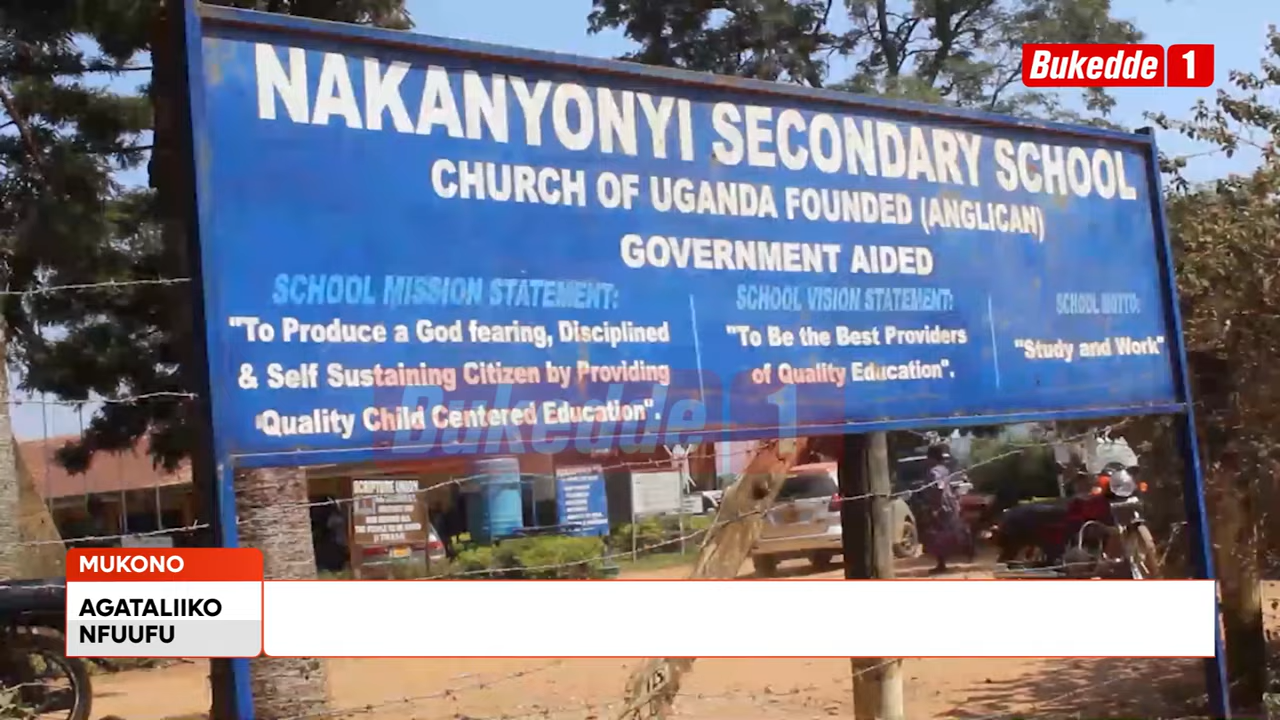 Bukedde 1
NAKANYONYI SECONDARY SCHOOL
CHURCH OF UGANDA FOUNDED (ANGLICAN)
GOVERNMENT AIDED
SCHOOL MISSION STATEMENT:
"To Produce a God fearing, Disciplined
& Self Sustaining Citizen by Providing
Quality Child Centered Education".
SCHOOL VISION STATEMENT:
"To Be the Best Providers
of Quality Education".
SCHOOL MOTTO:
"Study and Work"
Bukedde 1
MUKONO
AGATALIIKO
NFUUFU